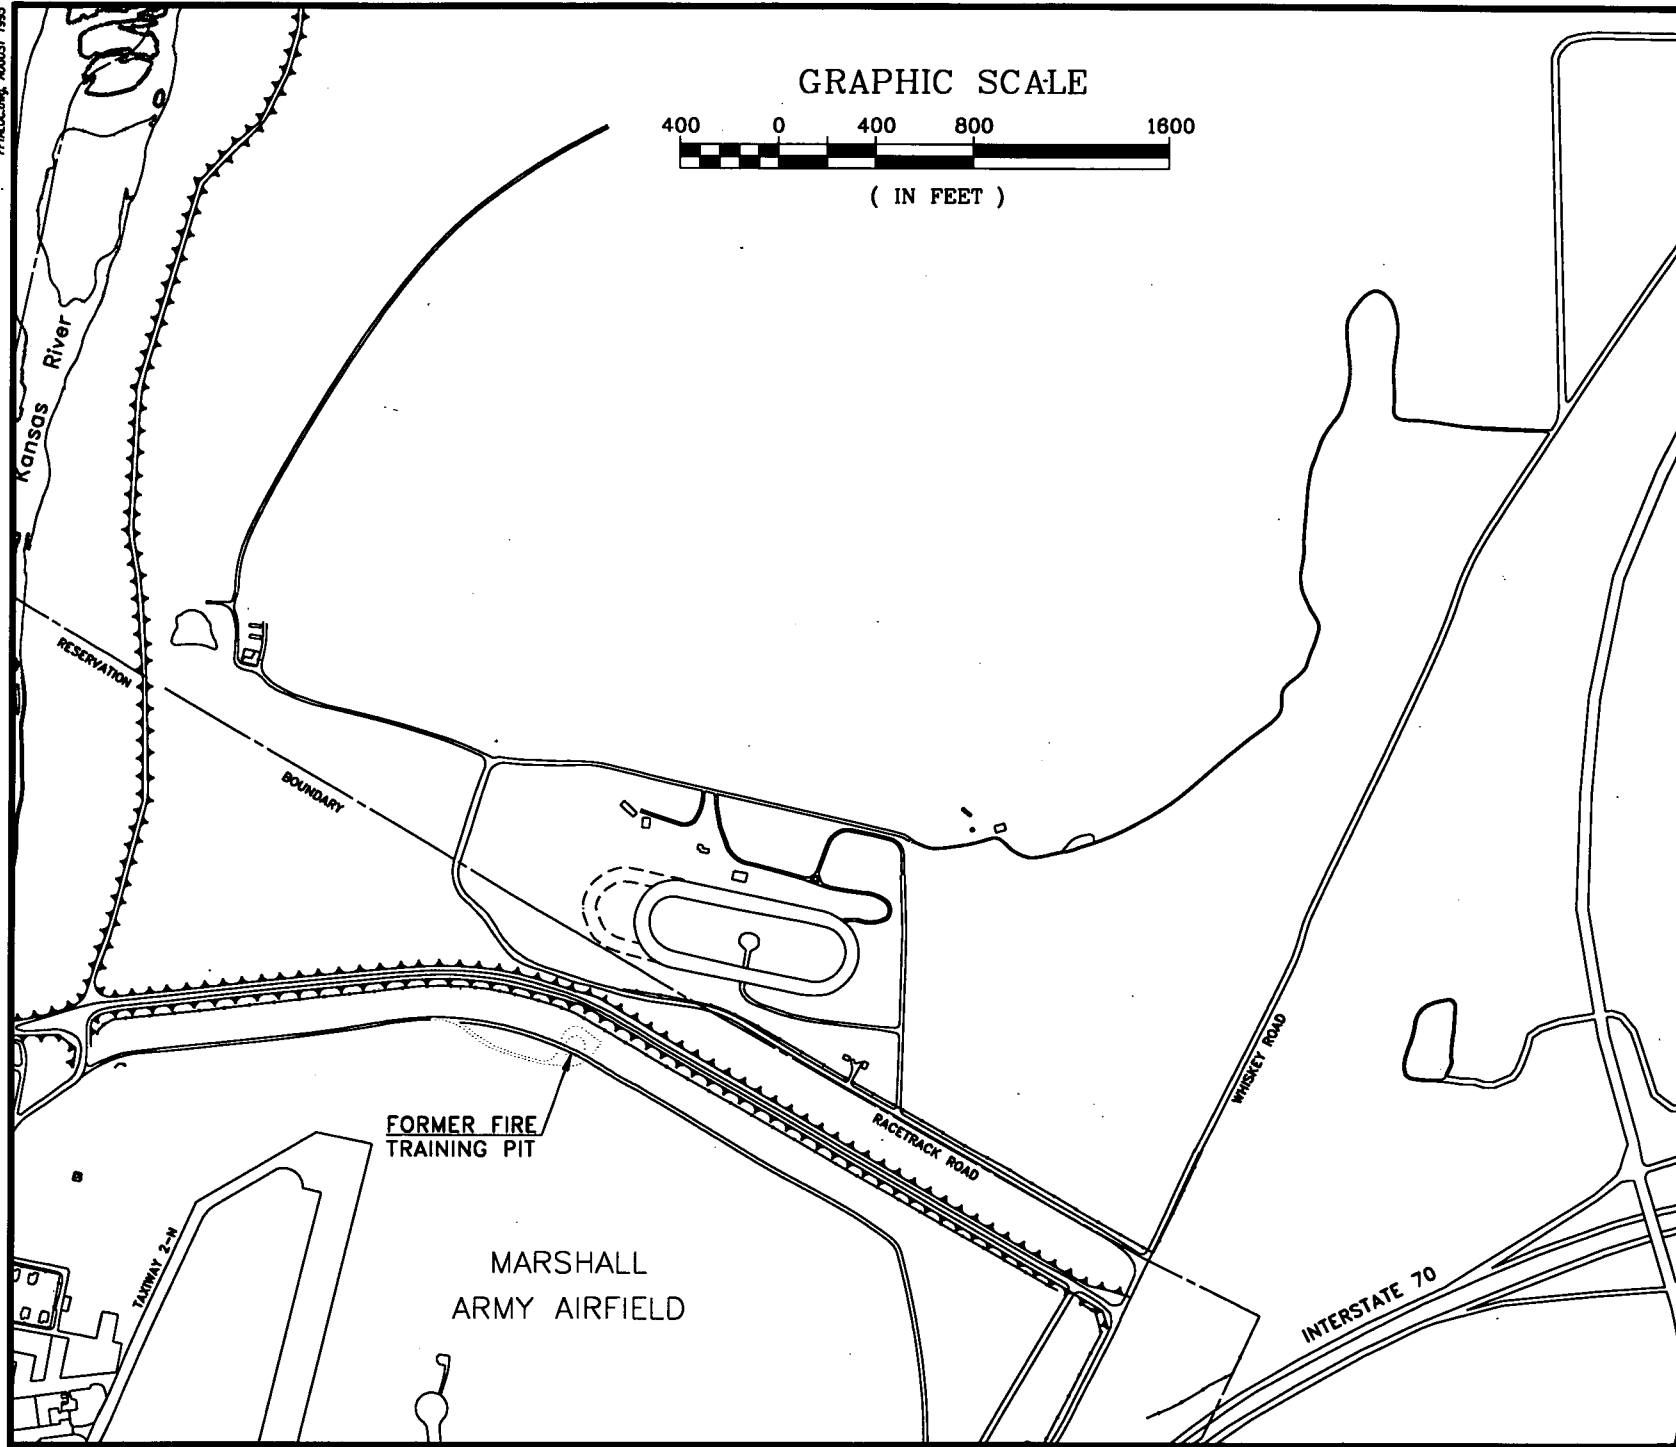 GRAPHIC SCALE
400 0 400 800 1600
( IN FEET )
Kansas River
RESERVATION
BOUNDARY
WHISKEY ROAD
FORMER FIRE
TRAINING PIT
RACETRACK ROAD
TAXIWAY 2-N
MARSHALL
ARMY AIRFIELD
INTERSTATE 70